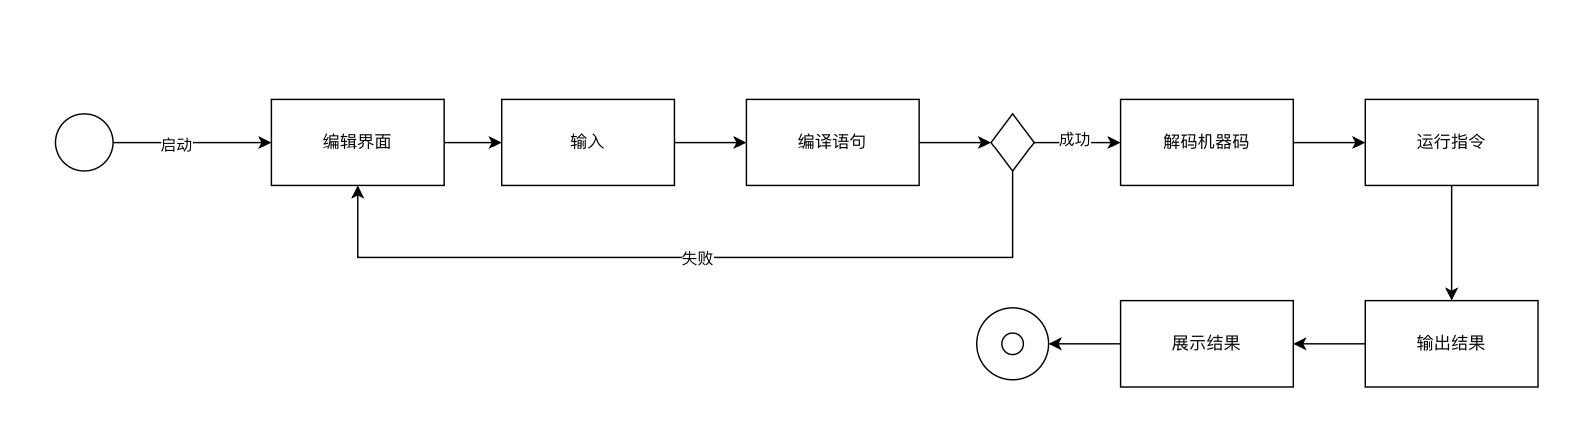 启动
编辑界面
输入
编译语句
成功
解码机器码
运行指令
失败
展示结果
输出结果